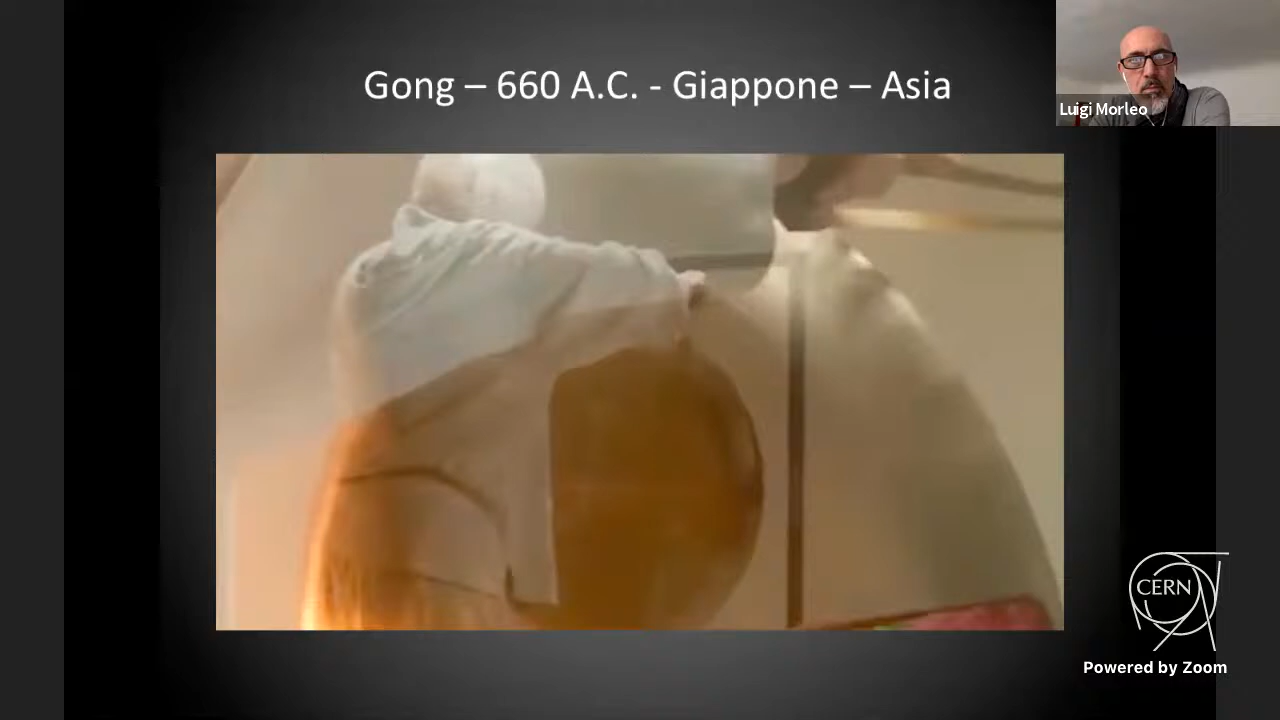 Gong – 660 A.C. - Giappone – Asia
Luigi Morleo
CERN
Powered by Zoom